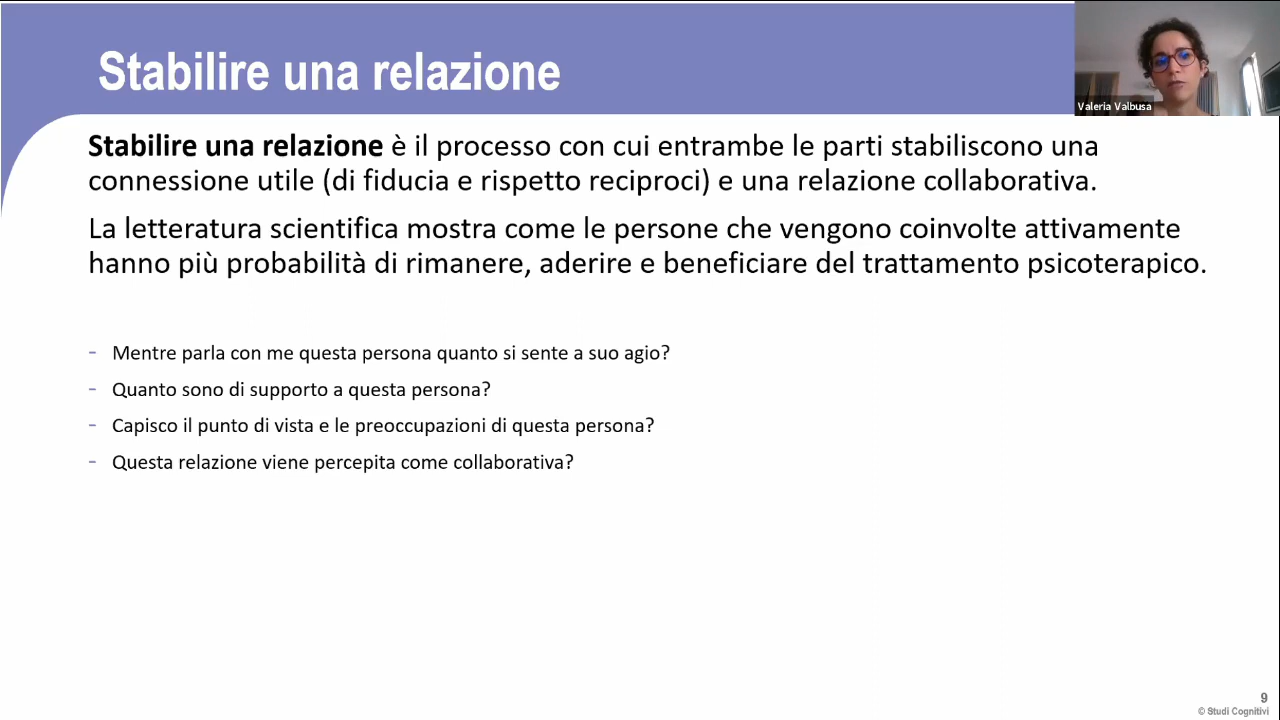 Stabilire una relazione
Valeria Valbusa
Stabilire una relazione è il processo con cui entrambe le parti stabiliscono una
connessione utile (di fiducia e rispetto reciproci) e una relazione collaborativa.
La letteratura scientifica mostra come le persone che vengono coinvolte attivamente
hanno più probabilità di rimanere, aderire e beneficiare del trattamento psicoterapico.
- Mentre parla con me questa persona quanto si sente a suo agio?
- Quanto sono di supporto a questa persona?
- Capisco il punto di vista e le preoccupazioni di questa persona?
- Questa relazione viene percepita come collaborativa?
9
© Studi Cognitivi